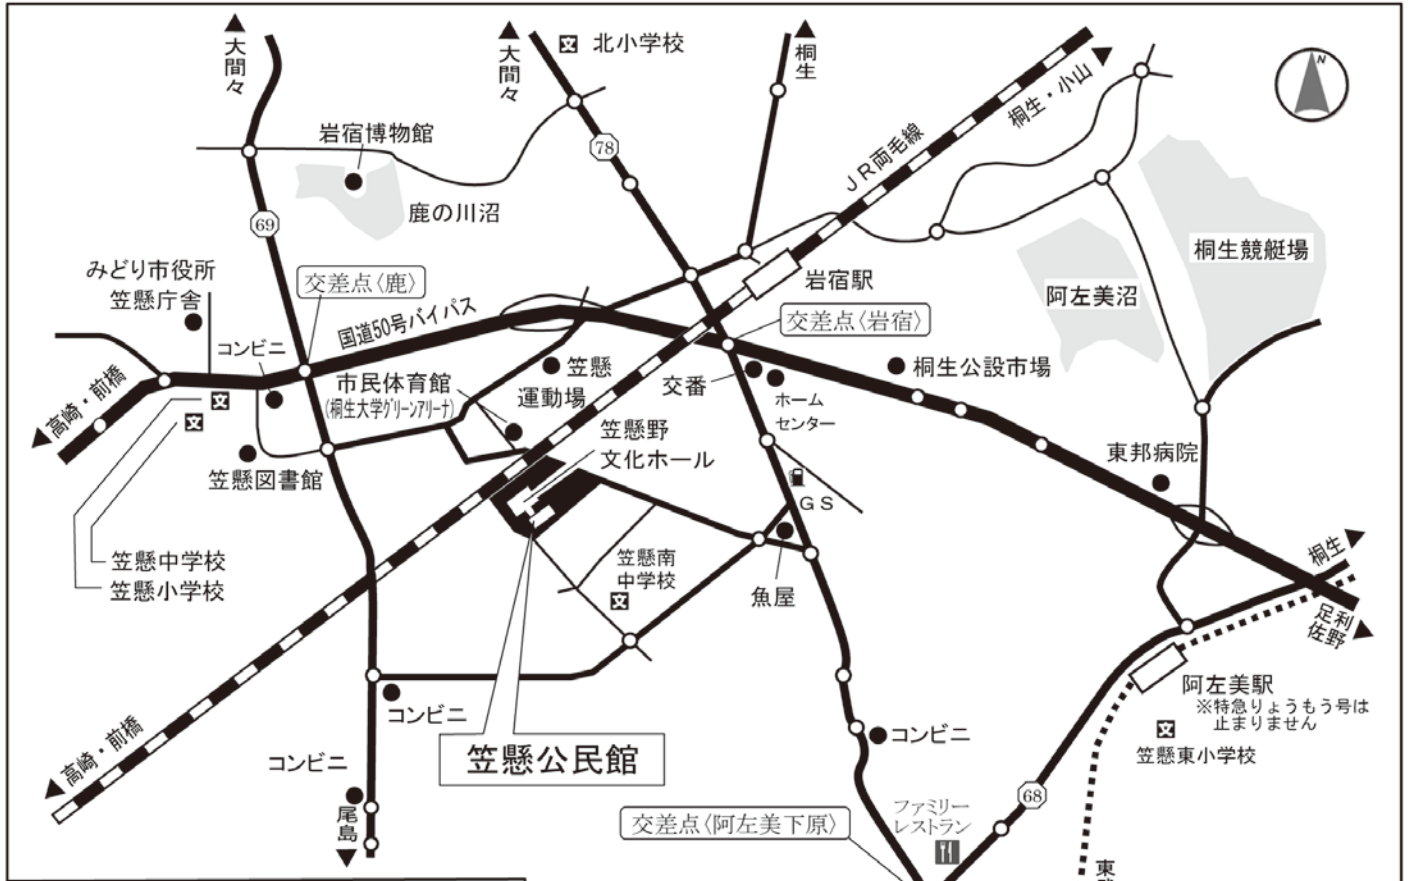 大間々
大間々
北小学校
桐生
N
桐生・小山
岩宿博物館
78
JR両毛線
鹿の川沼
69
みどり市役所
笠懸庁舎
交差点〈鹿〉
岩宿駅
桐生競艇場
阿左美沼
国道50号バイパス
交差点〈岩宿〉
コンビニ
市民体育館
(桐生大学グリーンアリーナ)
笠懸
運動場
交番
桐生公設市場
ホーム
センター
高崎・前橋
笠懸野
文化ホール
東邦病院
笠懸図書館
GS
文
文
文
文
文
笠懸中学校
笠懸小学校
笠懸南
中学校
魚屋
桐生
足利
佐野
阿左美駅
※特急りょうもう号は
止まりません
笠懸東小学校
コンビニ
コンビニ
笠懸公民館
コンビニ
高崎・前橋
尾島
68
ファミリー
レストラン
交差点〈阿左美下原〉
東